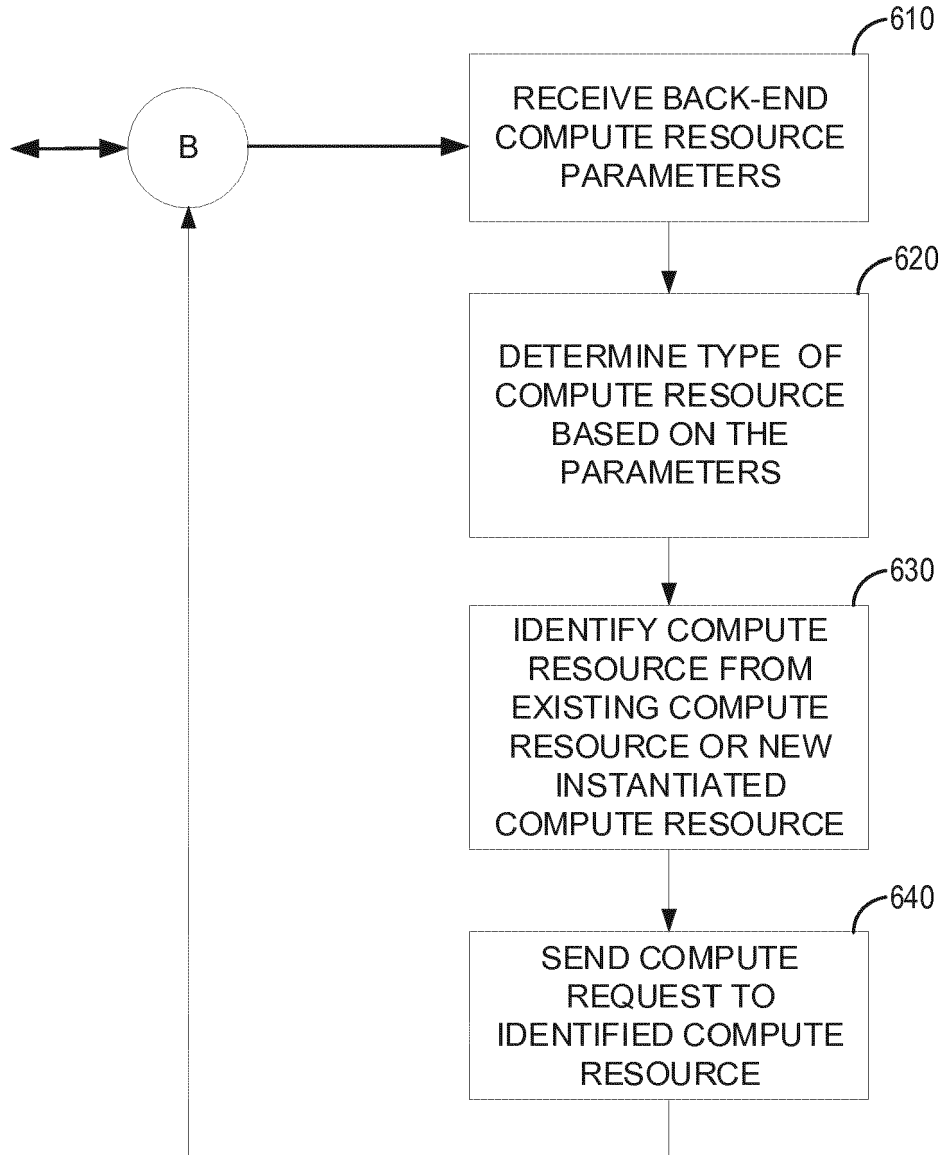 610
B
RECEIVE BACK-END
COMPUTE RESOURCE
PARAMETERS
620
DETERMINE TYPE OF
COMPUTE RESOURCE
BASED ON THE
PARAMETERS
630
IDENTIFY COMPUTE
RESOURCE FROM
EXISTING COMPUTE
RESOURCE OR NEW
INSTANTIATED
COMPUTE RESOURCE
640
SEND COMPUTE
REQUEST TO
IDENTIFIED COMPUTE
RESOURCE